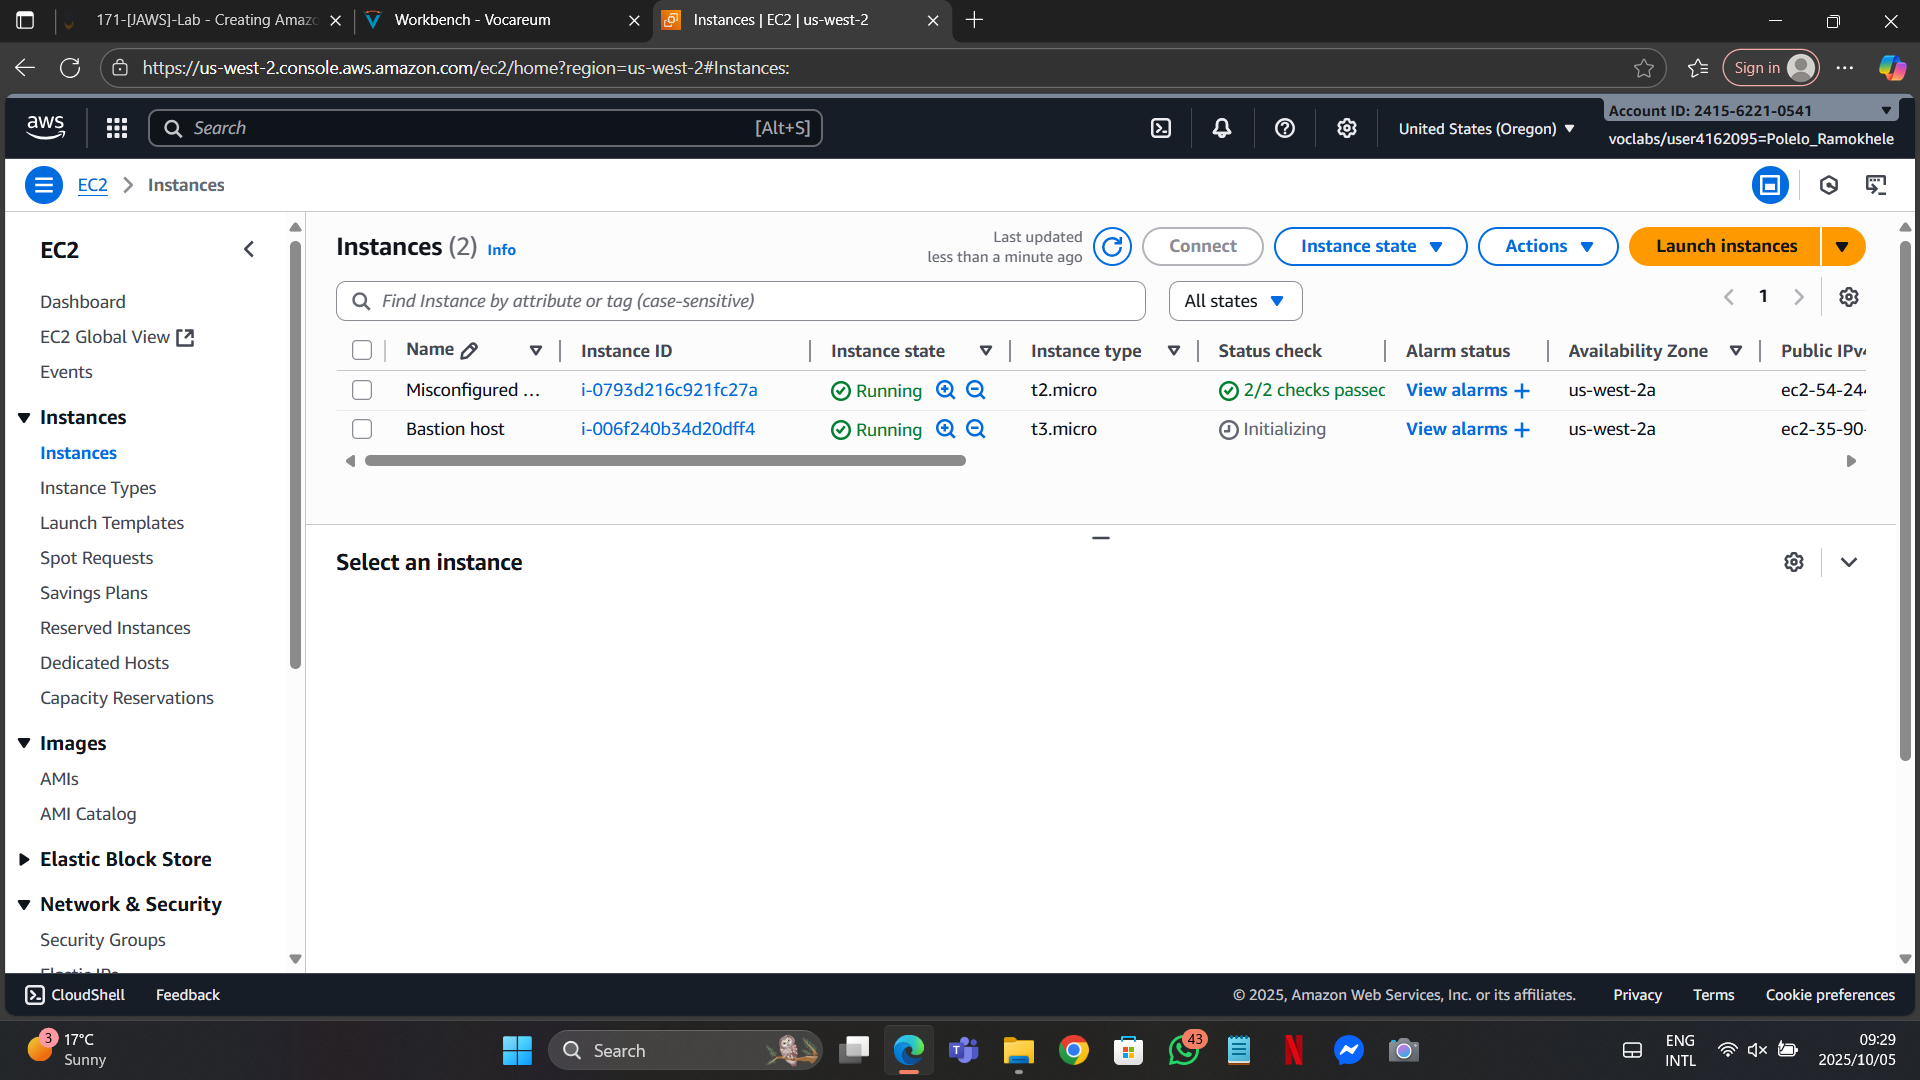 171-[JAWS]-Lab - Creating Amazo
Workbench - Vocareum
Instances | EC2 | us-west-2
https://us-west-2.console.aws.amazon.com/ec2/home?region=us-west-2#Instances:
Sign in
aws
Search
[Alt+S]
United States (Oregon)
Account ID: 2415-6221-0541
voclabs/user4162095=Polelo_Ramokhele
EC2
Instances
EC2
Dashboard
EC2 Global View
Events
Instances
Instances
Instance Types
Launch Templates
Spot Requests
Savings Plans
Reserved Instances
Dedicated Hosts
Capacity Reservations
Images
AMIs
AMI Catalog
Elastic Block Store
Network & Security
Security Groups
Instances (2) Info
Last updated
less than a minute ago
Connect
Instance state
Actions
Launch instances
Find Instance by attribute or tag (case-sensitive)
All states
1
Name Instance ID Instance state Instance type Status check Alarm status Availability Zone Public IPv4
Misconfigured ... i-0793d216c921fc27a Running t2.micro 2/2 checks passed View alarms + us-west-2a ec2-54-244
Bastion host i-006f240b34d20dff4 Running t3.micro Initializing View alarms + us-west-2a ec2-35-90-
Select an instance
CloudShell
Feedback
© 2025, Amazon Web Services, Inc. or its affiliates.
Privacy
Terms
Cookie preferences
3
17°C
Sunny
Search
43
ENG
INTL
09:29
2025/10/05